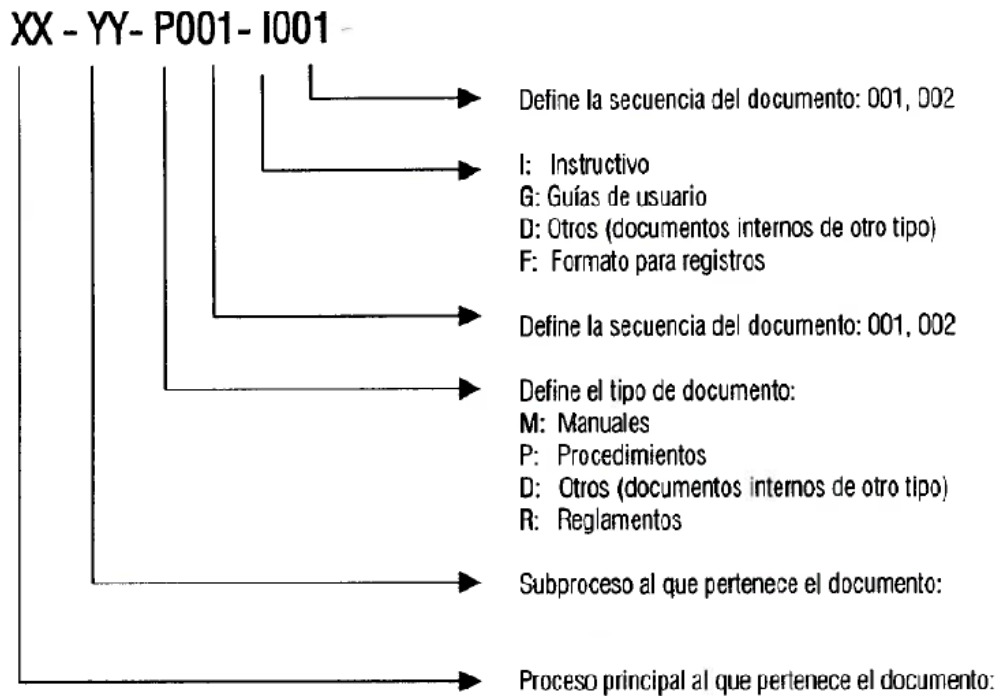 XX - YY- P001- I001
Define la secuencia del documento: 001, 002
I: Instructivo
G: Guías de usuario
D: Otros (documentos internos de otro tipo)
F: Formato para registros
Define la secuencia del documento: 001, 002
Define el tipo de documento:
M: Manuales
P: Procedimientos
D: Otros (documentos internos de otro tipo)
R: Reglamentos
Subproceso al que pertenece el documento:
Proceso principal al que pertenece el documento: